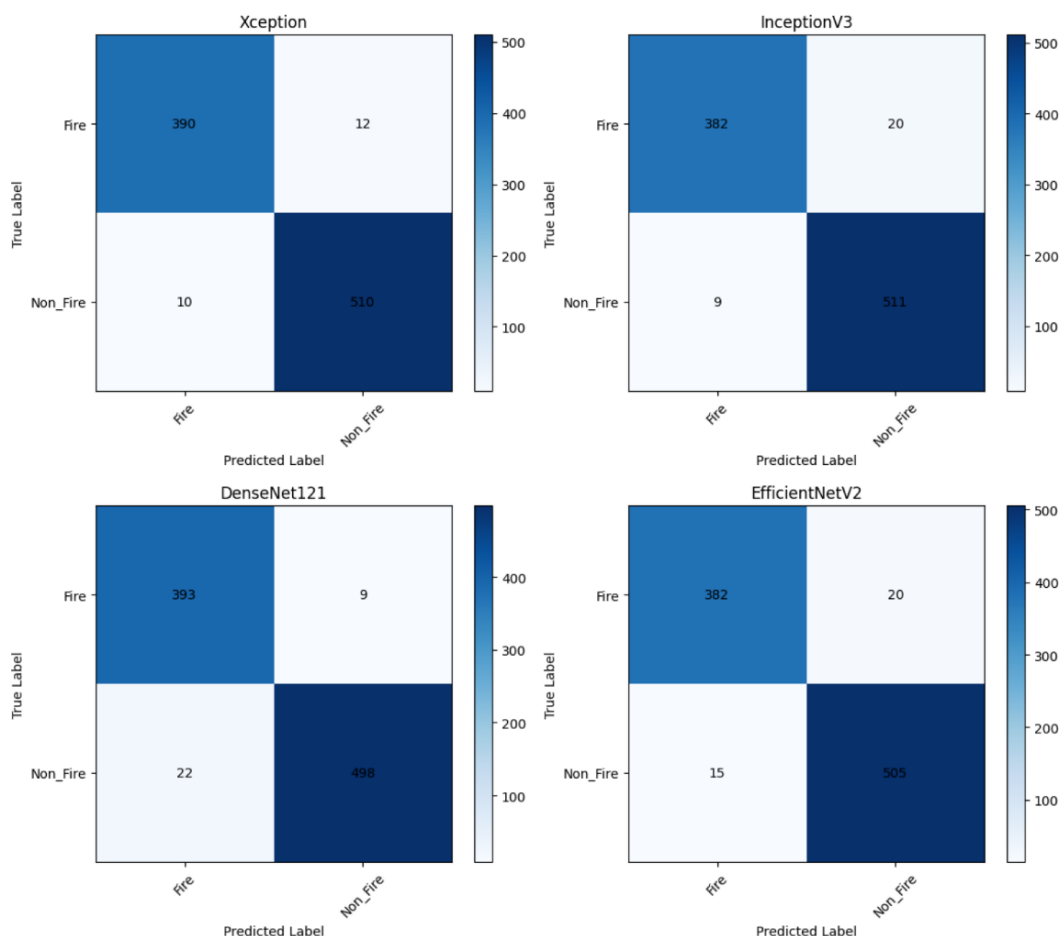 Xception
500
400
300
200
100
Fire
Non_Fire
True Label
390
12
10
510
Fire
Non_Fire
Predicted Label
InceptionV3
500
400
300
200
100
Fire
Non_Fire
True Label
382
20
9
511
Fire
Non_Fire
Predicted Label
DenseNet121
400
300
200
100
Fire
Non_Fire
True Label
393
9
22
498
Fire
Non_Fire
Predicted Label
EfficientNetV2
500
400
300
200
100
Fire
Non_Fire
True Label
382
20
15
505
Fire
Non_Fire
Predicted Label